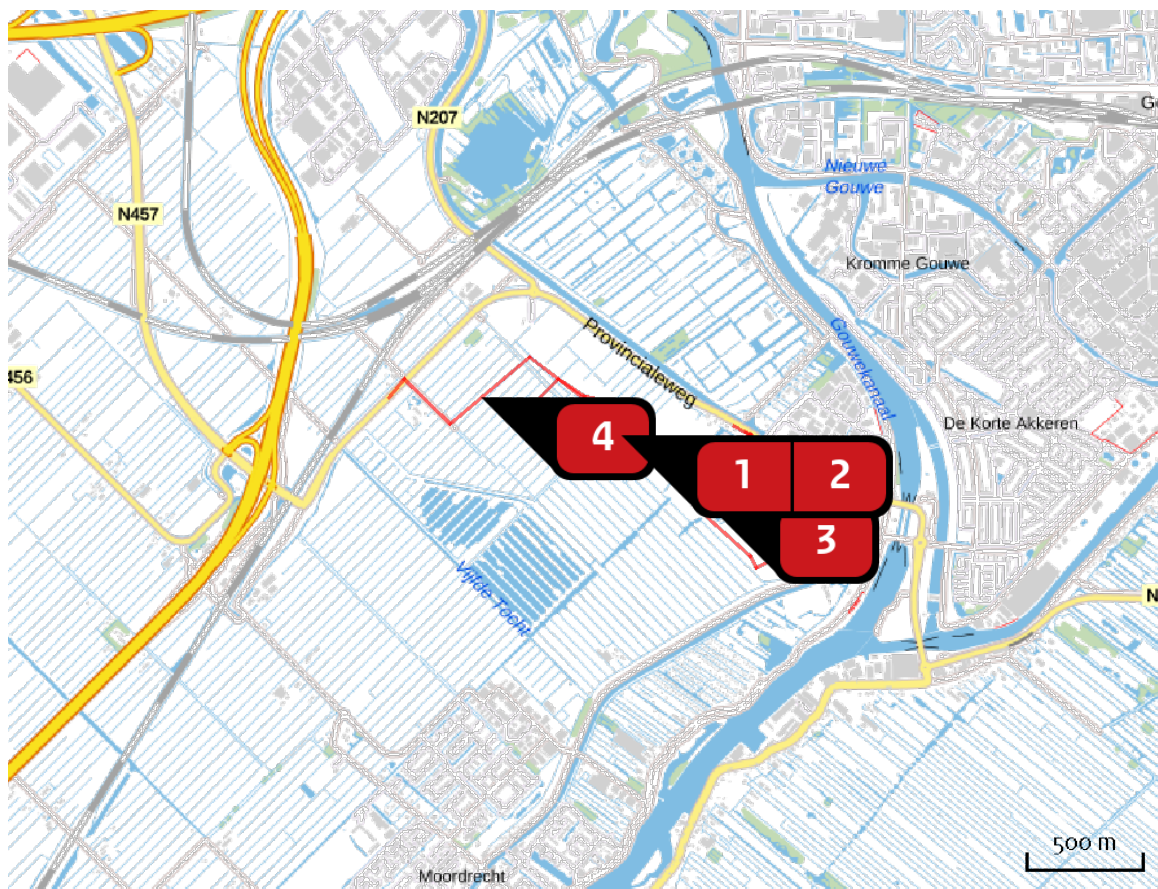 Go
N207
Nieuwe
Gouwe
N457
Kromme Gouwe
Provincialeweg
Gouwekanaal
456
De Korte Akkeren
4
1
2
3
Vijfde Tocht
N
500 m
Moordrecht